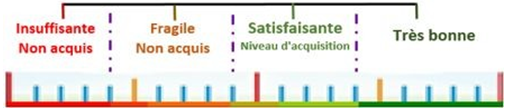 Insuffisante
Non acquis
Fragile
Non acquis
Satisfaisante
Niveau d'acquisition
Très bonne